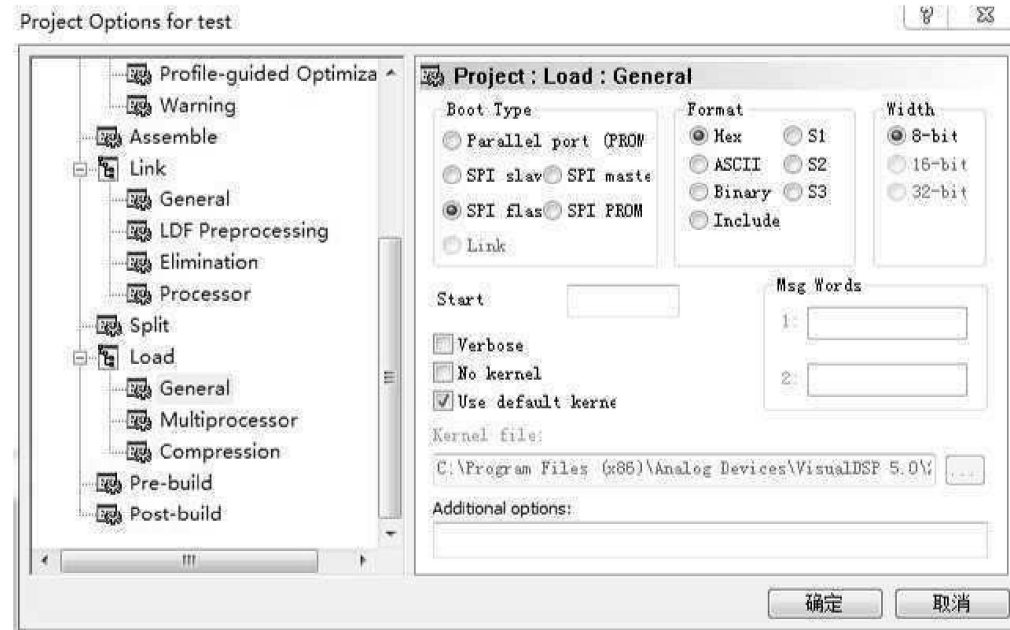 Project Options for test
Profile-guided Optimiza
Warning
Assemble
Link
General
LDF Preprocessing
Elimination
Processor
Split
Load
General
Multiprocessor
Compression
Pre-build
Post-build
Project : Load : General
Boot Type
Parallel port (PROM
SPI slav SPI maste
SPI flas SPI PROM
Link
Format
Hex S1
ASCII S2
Binary S3
Include
Width
8-bit
16-bit
32-bit
Start
Msg Words
1:
2:
Verbose
No kernel
Use default kerne
Kernel file:
C:\Program Files (x86)\Analog Devices\VisualDSP 5.0\2
...
Additional options:
确定 取消